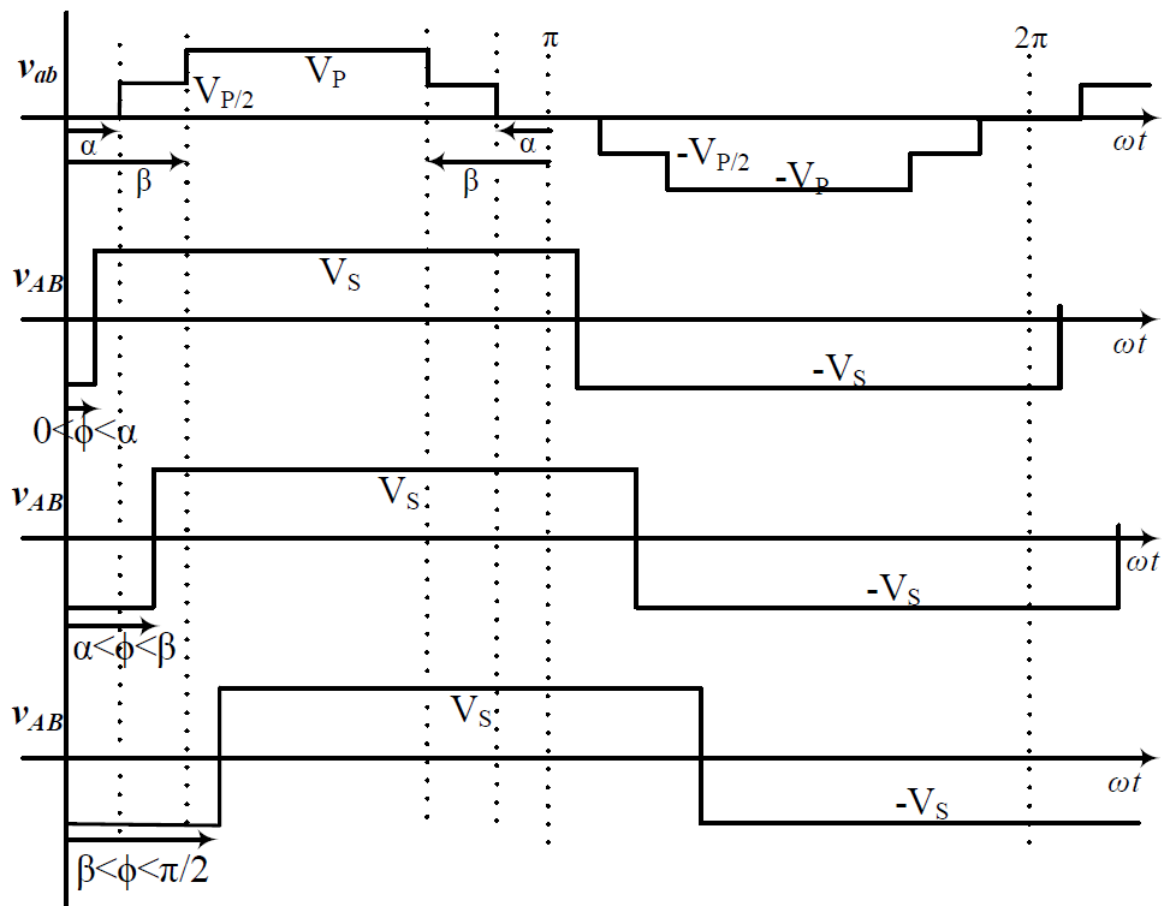 π
2π
v_ab
V_P
V_P/2
ωt
α
α
β
β
-V_P/2
-V_P
v_AB
V_S
ωt
-V_S
0<ϕ<α
v_AB
V_S
ωt
-V_S
α<ϕ<β
v_AB
V_S
ωt
-V_S
β<ϕ<π/2